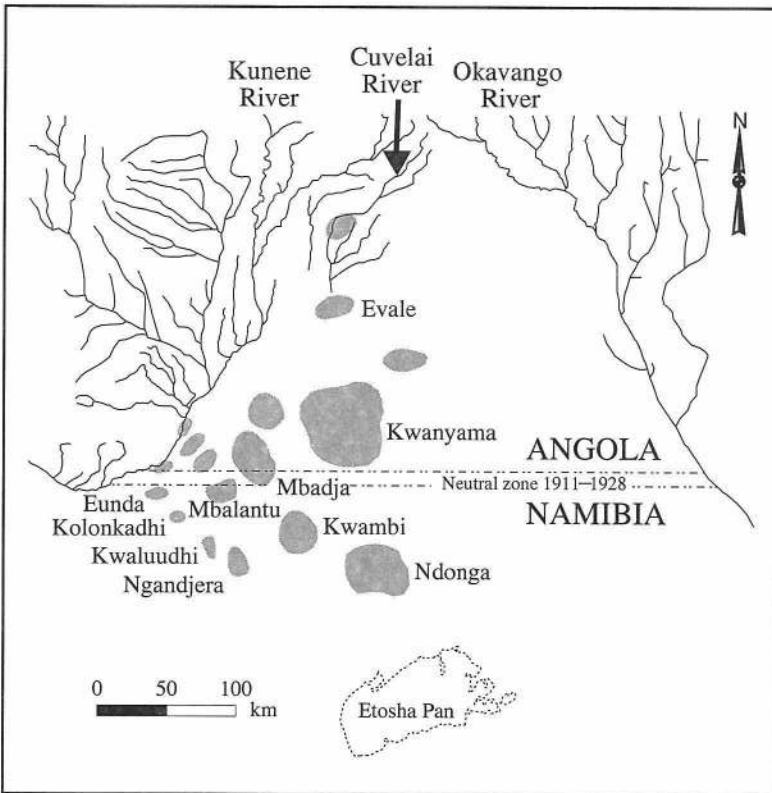 Kunene
River
Cuvelai
River
Okavango
River
N
Evale
Kwanyama
ANGOLA
Neutral zone 1911–1928
NAMIBIA
Mbadja
Eunda
Mbalantu
Kolonkadhi
Kwambi
Kwaluudhi
Ngandjera
Ndonga
0 50 100
km
Etosha Pan